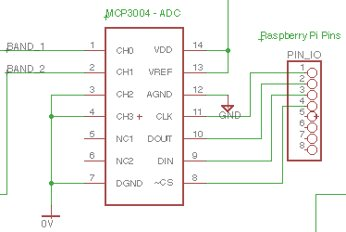 MCP3004 - ADC
Raspberry Pi Pins
PIN_IO
BAND_1 1 CH0 VDD 14
BAND_2 2 CH1 VREF 13
3 CH2 AGND 12
GND
4 CH3 CLK 11
5 NC1 DOUT 10
6 NC2 DIN 9
7 DGND ~CS 8
0V
1
2
3
4
5
6
7
8